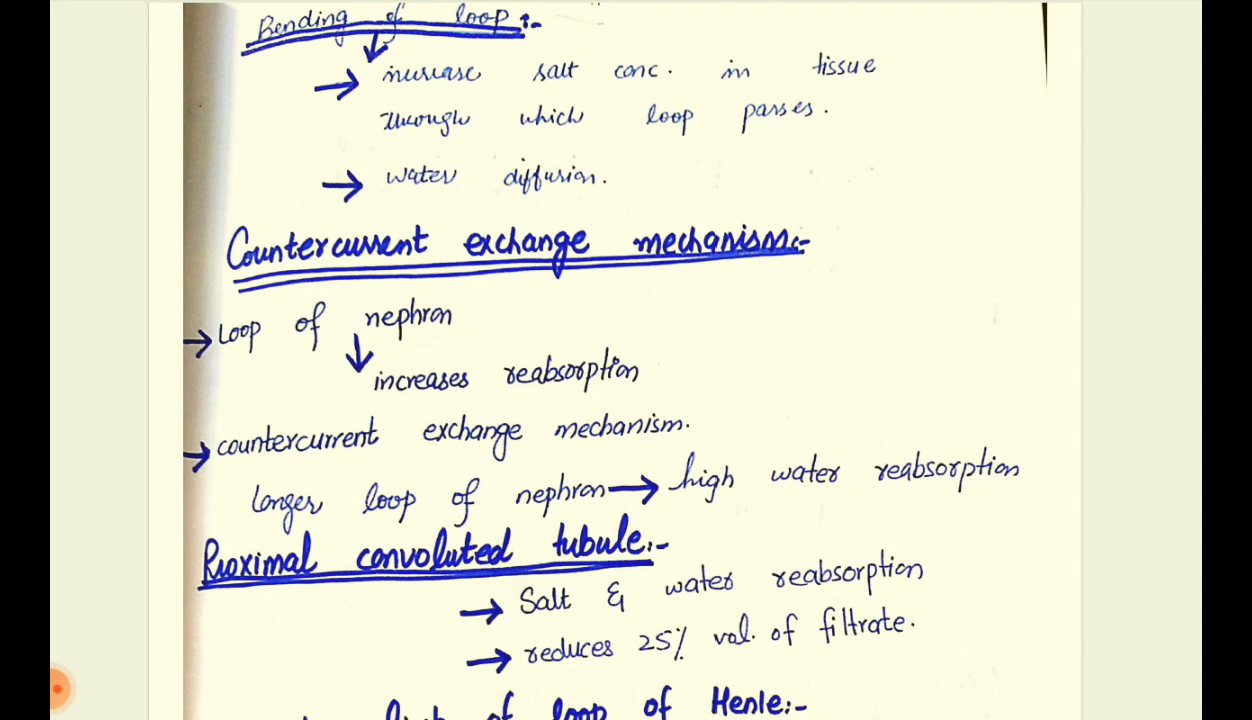 Bending of loop :-
→ increase salt conc. in tissue
through which loop passes.
→ water diffusion.
Countercurrent exchange mechanism:-
→ Loop of nephron
increases reabsorption
→ countercurrent exchange mechanism.
longer loop of nephron → high water reabsorption
Proximal convoluted tubule:-
→ Salt & water reabsorption
→ reduces 25% vol. of filtrate.
of loop of Henle:-